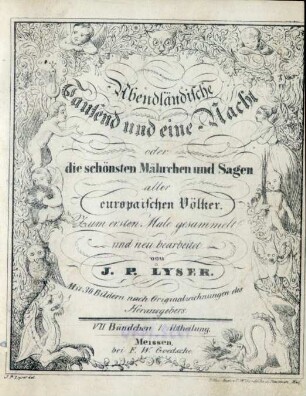 Abendländische
Tausend und eine Nacht
oder
die schönsten Mährchen und Sagen
aller
europäischen Völker.
Zum ersten Male gesammelt
und neu bearbeitet
von
J. P. LYSER.
Mit 30 Bildern nach Originalzeichnungen des
Herausgebers
VII Bändchen Abtheilung.
Meissen,
bei F. W. Goedsche